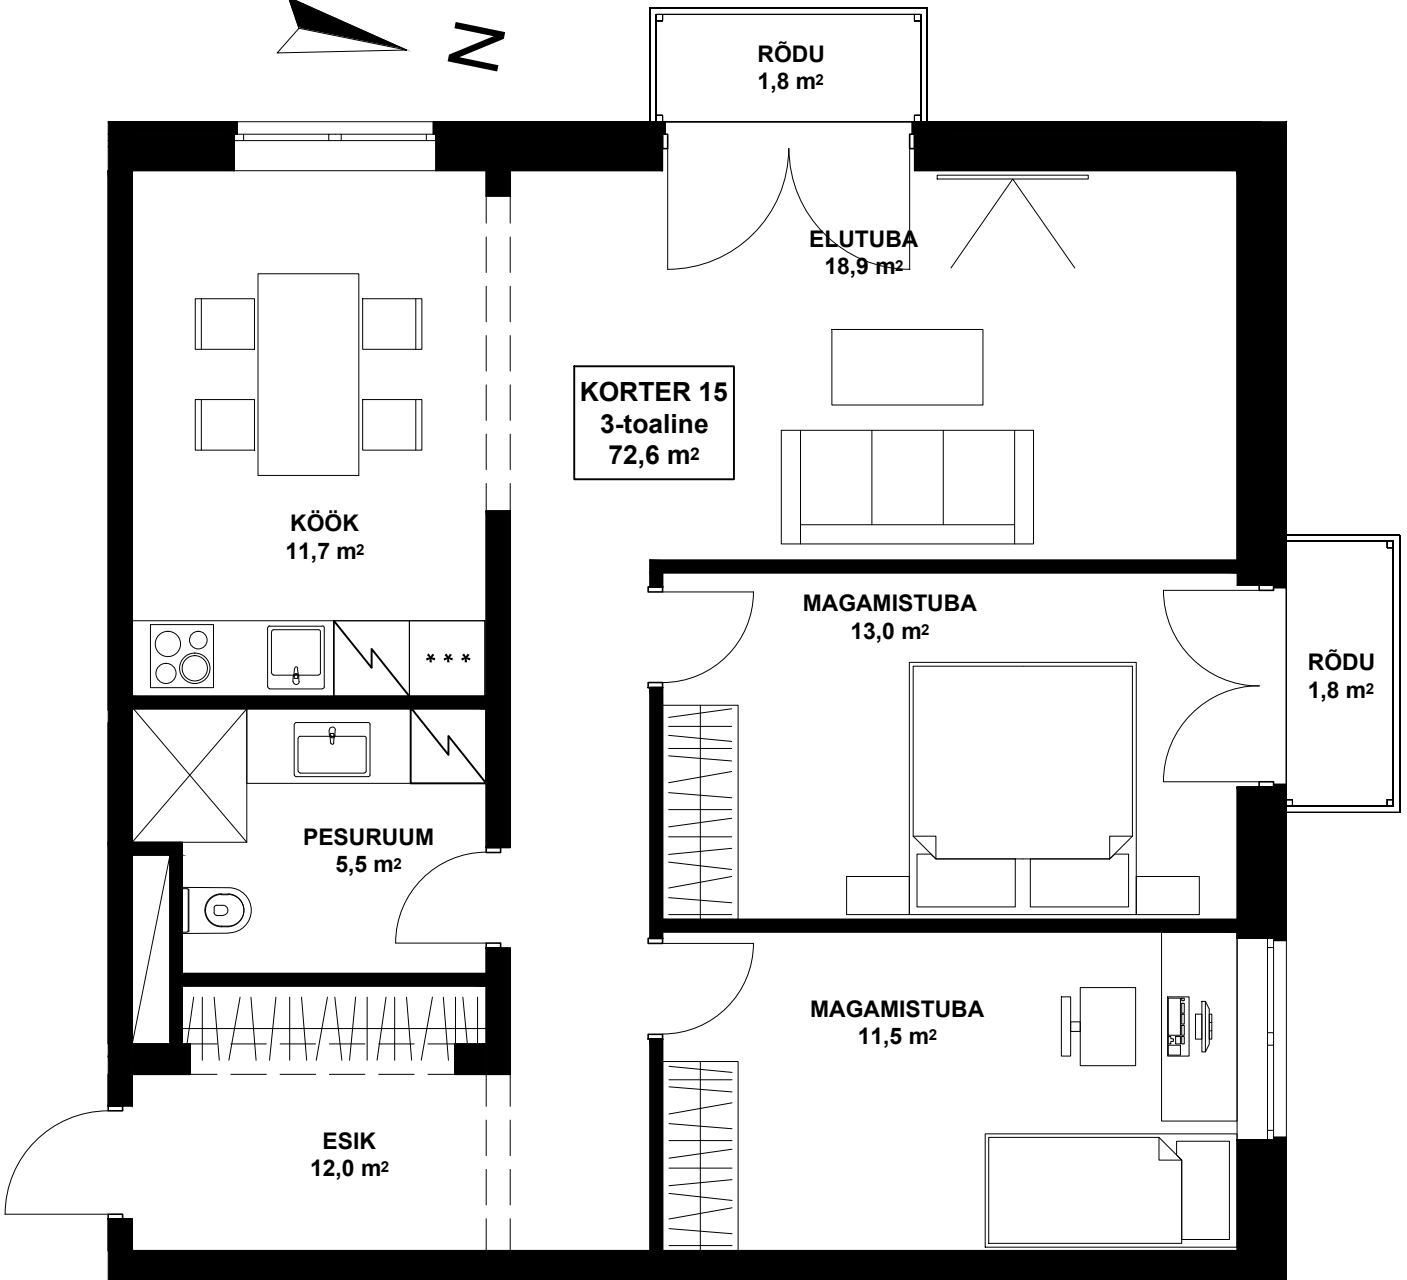 N
RÕDU
1,8 m²
ELUTUBA
18,9 m²
KORTER 15
3-toaline
72,6 m²
KÖÖK
11,7 m²
* * *
MAGAMISTUBA
13,0 m²
RÕDU
1,8 m²
PESURUUM
5,5 m²
MAGAMISTUBA
11,5 m²
ESIK
12,0 m²